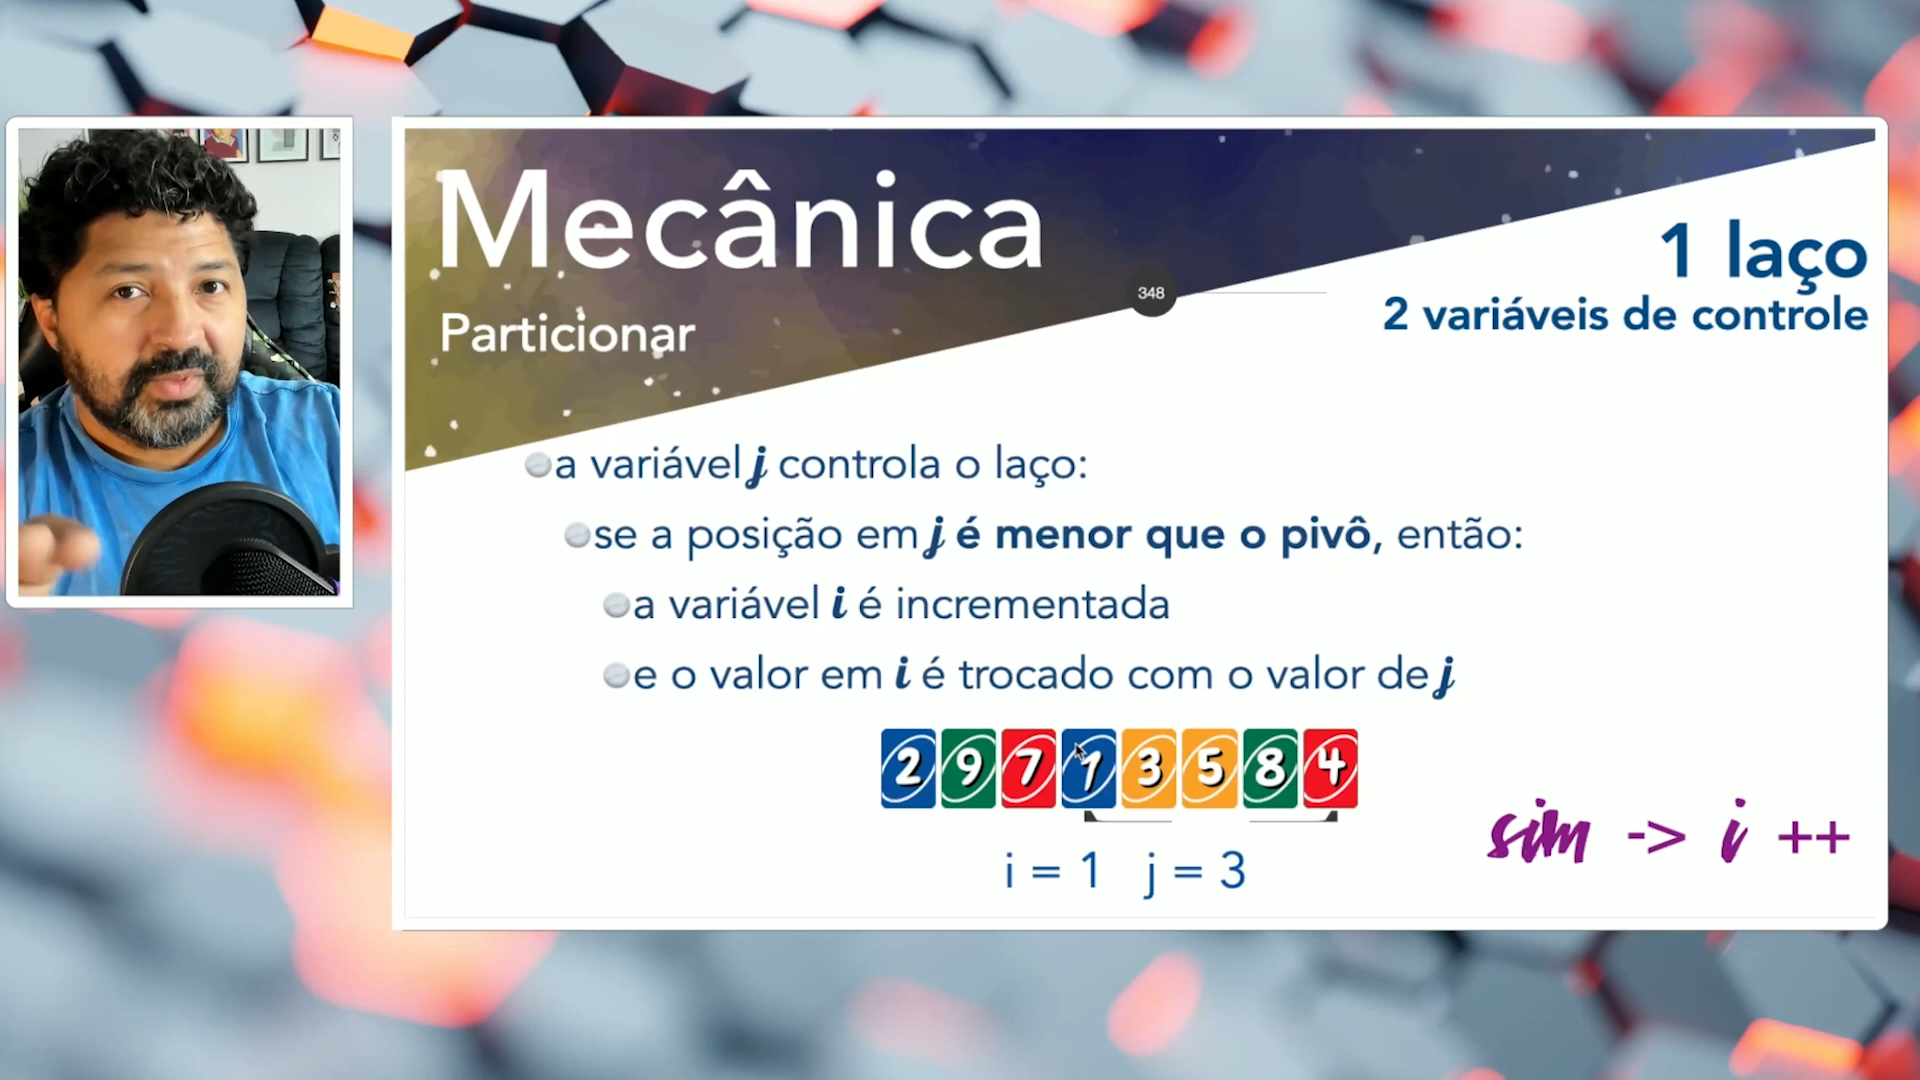 Mecânica
Particionar
348
1 laço
2 variáveis de controle
a variável j controla o laço:
se a posição em j é menor que o pivô, então:
a variável i é incrementada
e o valor em i é trocado com o valor de j
2 9 7 1 3 5 8 4
i = 1 j = 3
sim -> i ++